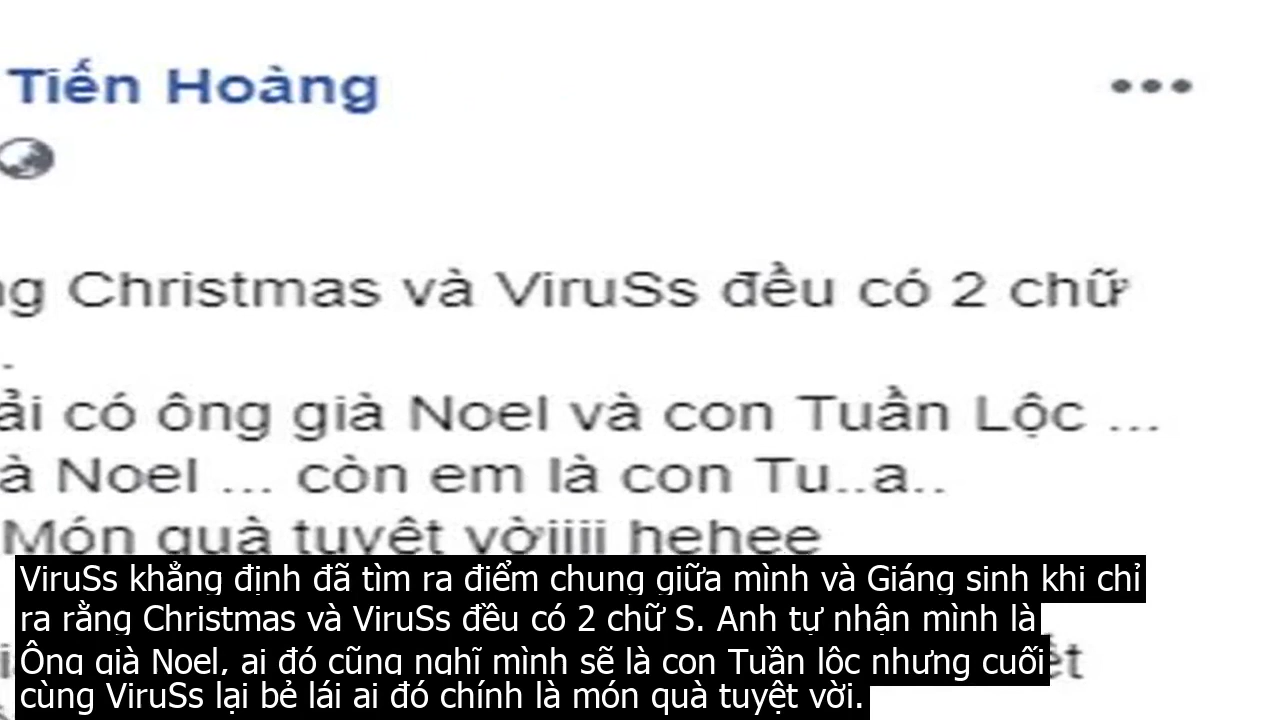 Tiến Hoàng
Christmas và ViruSs đều có 2 chữ
có ông già Noel và con Tuần Lộc ...
Noel ... còn em là con Tu..a..
Món quà tuyệt vờiiii hehee
ViruSs khẳng định đã tìm ra điểm chung giữa mình và Giáng sinh khi chỉ
ra rằng Christmas và ViruSs đều có 2 chữ S. Anh tự nhận mình là
Ông già Noel, ai đó cũng nghĩ mình sẽ là con Tuần lộc nhưng cuối
cùng ViruSs lại bẻ lái ai đó chính là món quà tuyệt vời.